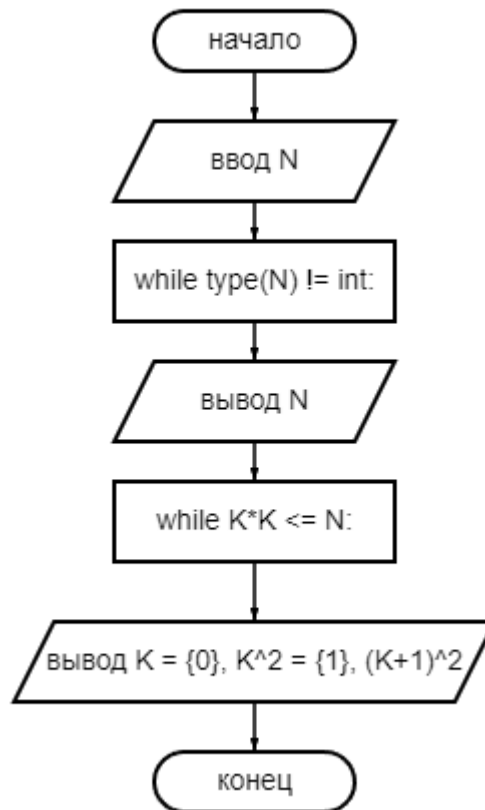 начало
ввод N
while type(N) != int:
вывод N
while K*K <= N:
вывод K = {0}, K^2 = {1}, (K+1)^2
конец